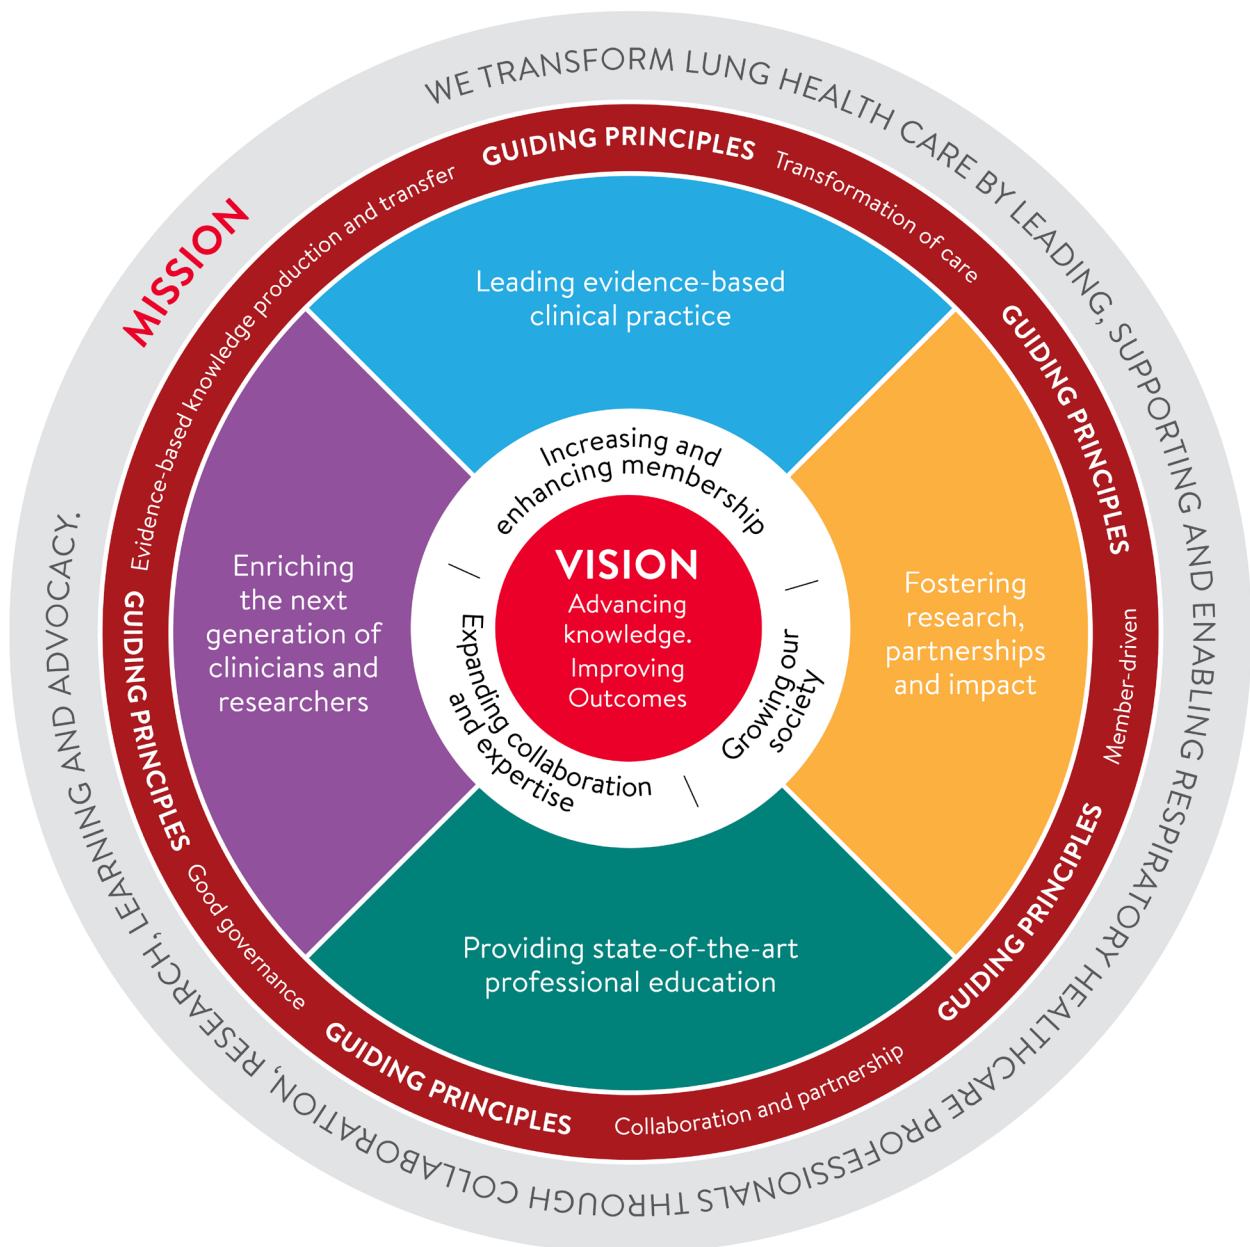 MISSION
WE TRANSFORM LUNG HEALTH CARE BY LEADING, SUPPORTING AND ENABLING RESPIRATORY HEALTHCARE PROFESSIONALS THROUGH COLLABORATION, RESEARCH, LEARNING AND ADVOCACY.
GUIDING PRINCIPLES
Transformation of care
GUIDING PRINCIPLES
Member-driven
GUIDING PRINCIPLES
Collaboration and partnership
GUIDING PRINCIPLES
Good governance
GUIDING PRINCIPLES
Evidence-based knowledge production and transfer
Leading evidence-based
clinical practice
Fostering
research,
partnerships
and impact
Providing state-of-the-art
professional education
Enriching
the next
generation of
clinicians and
researchers
Increasing and
enhancing membership
Growing our
society
Expanding collaboration
and expertise
VISION
Advancing
knowledge.
Improving
Outcomes